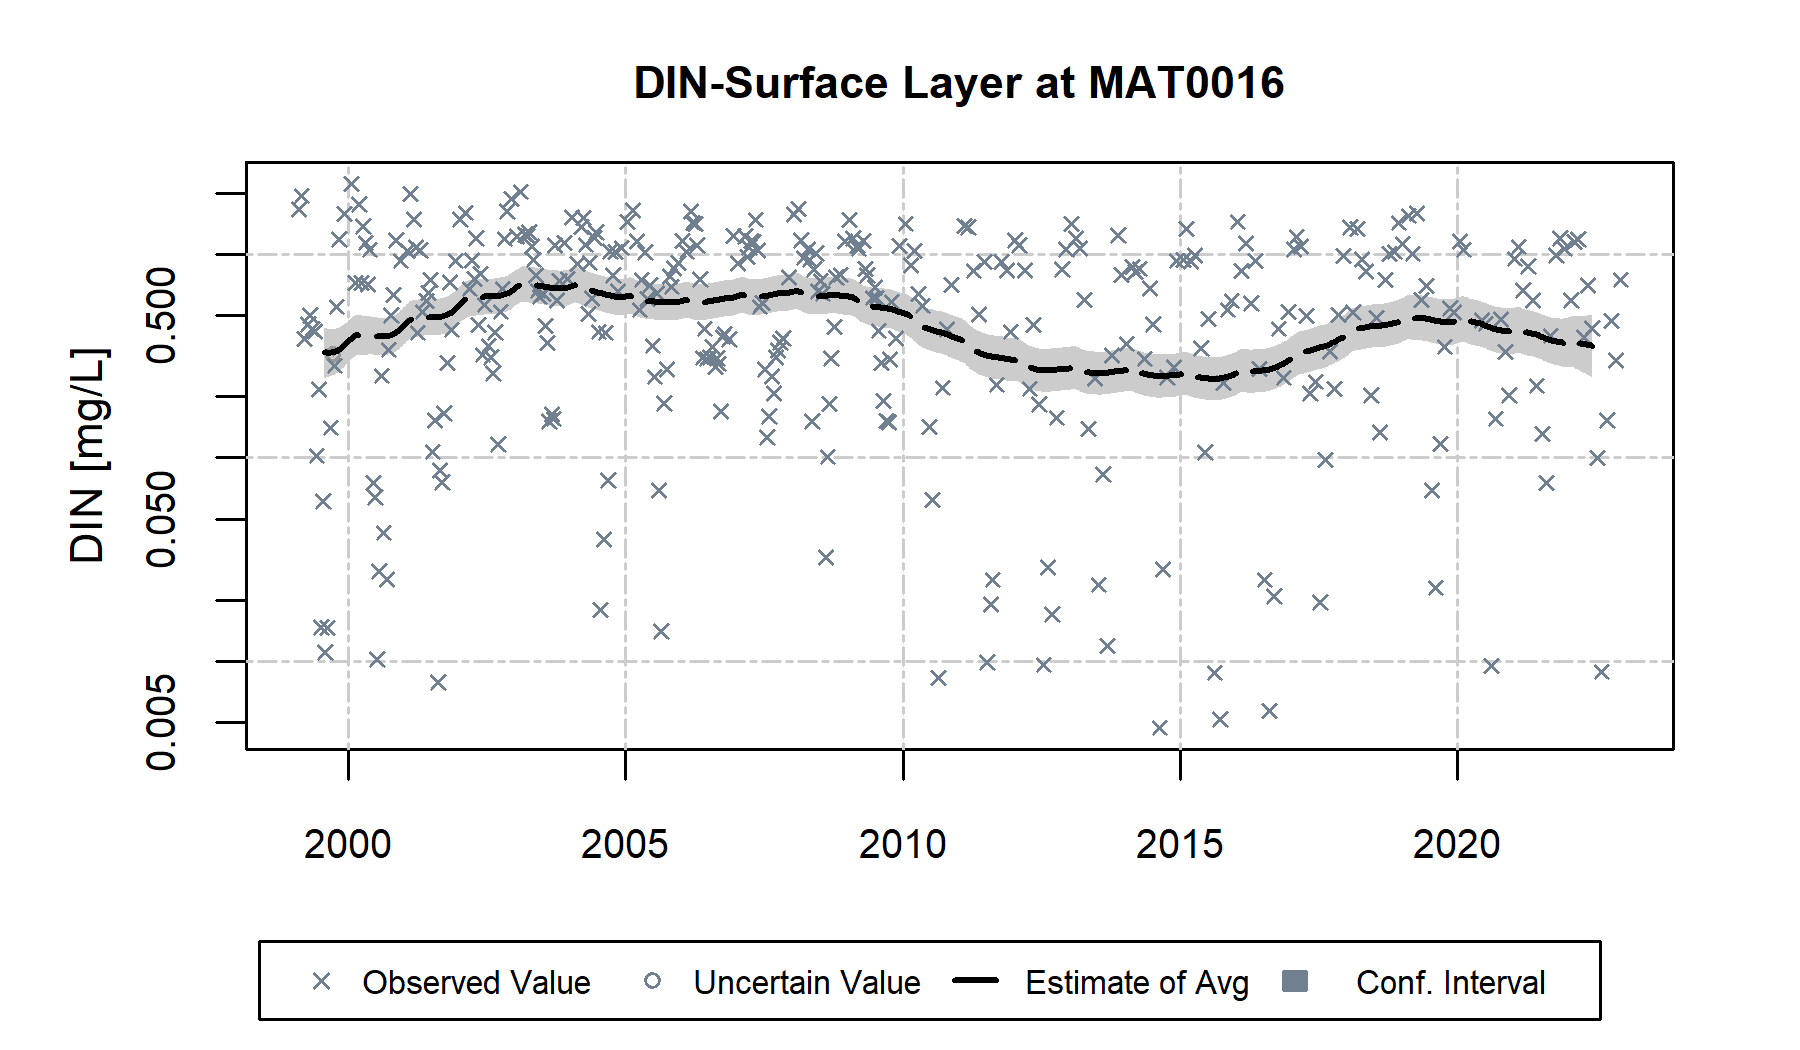 DIN-Surface Layer at MAT0016
DIN [mg/L]
0.500
0.050
0.005
2000 2005 2010 2015 2020
Observed Value Uncertain Value Estimate of Avg Conf. Interval